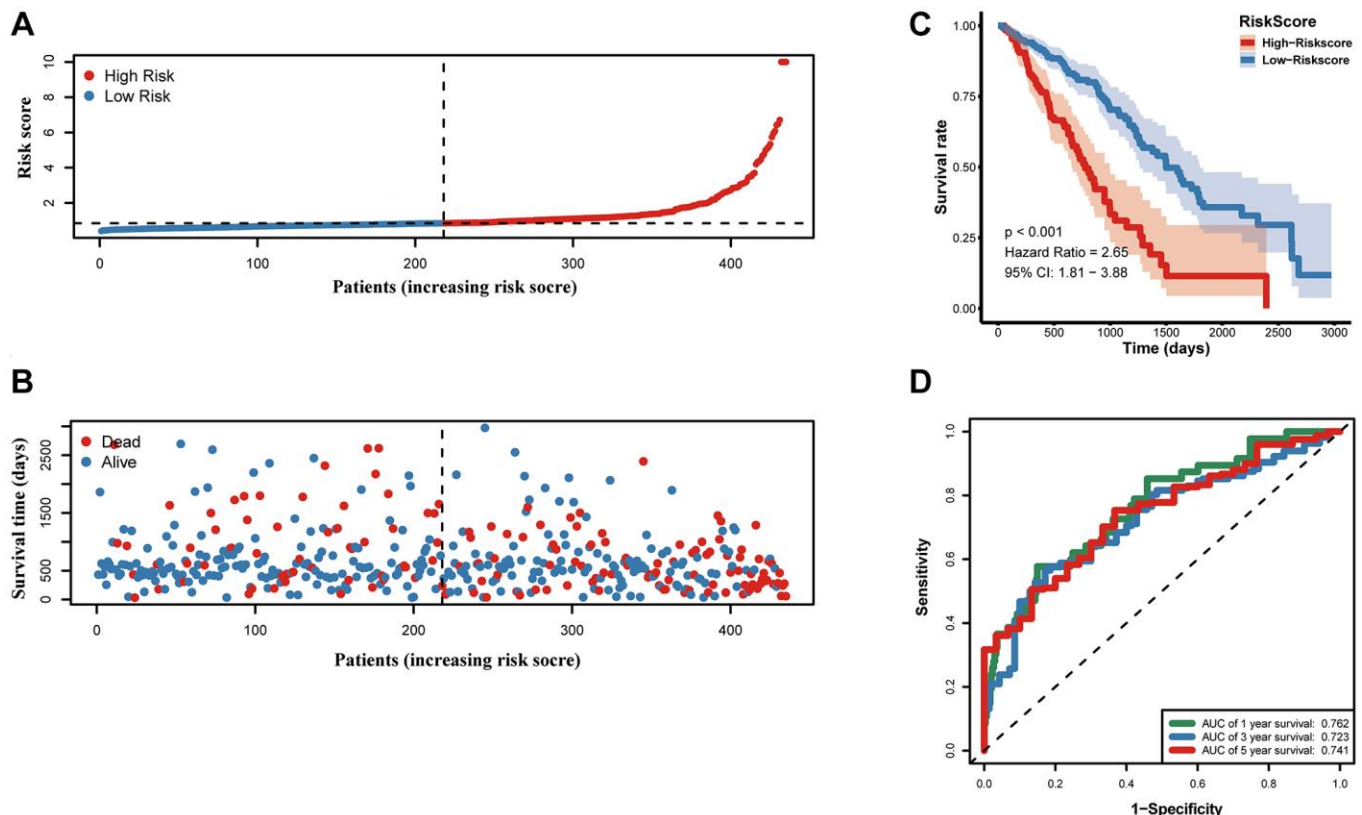 A
High Risk
Low Risk
Risk score
10
8
6
4
2
0
100
200
300
400
Patients (increasing risk socre)
B
Dead
Alive
Survival time (days)
2500
1500
500
0
0
100
200
300
400
Patients (increasing risk socre)
C
RiskScore
High-Riskscore
Low-Riskscore
Survival rate
1.00
0.75
0.50
0.25
0.00
p < 0.001
Hazard Ratio = 2.65
95% CI: 1.81 − 3.88
0
500
1000
1500
2000
2500
3000
Time (days)
D
Sensitivity
1.0
0.8
0.6
0.4
0.2
0.0
AUC of 1 year survival: 0.762
AUC of 3 year survival: 0.723
AUC of 5 year survival: 0.741
0.0
0.2
0.4
0.6
0.8
1.0
1−Specificity